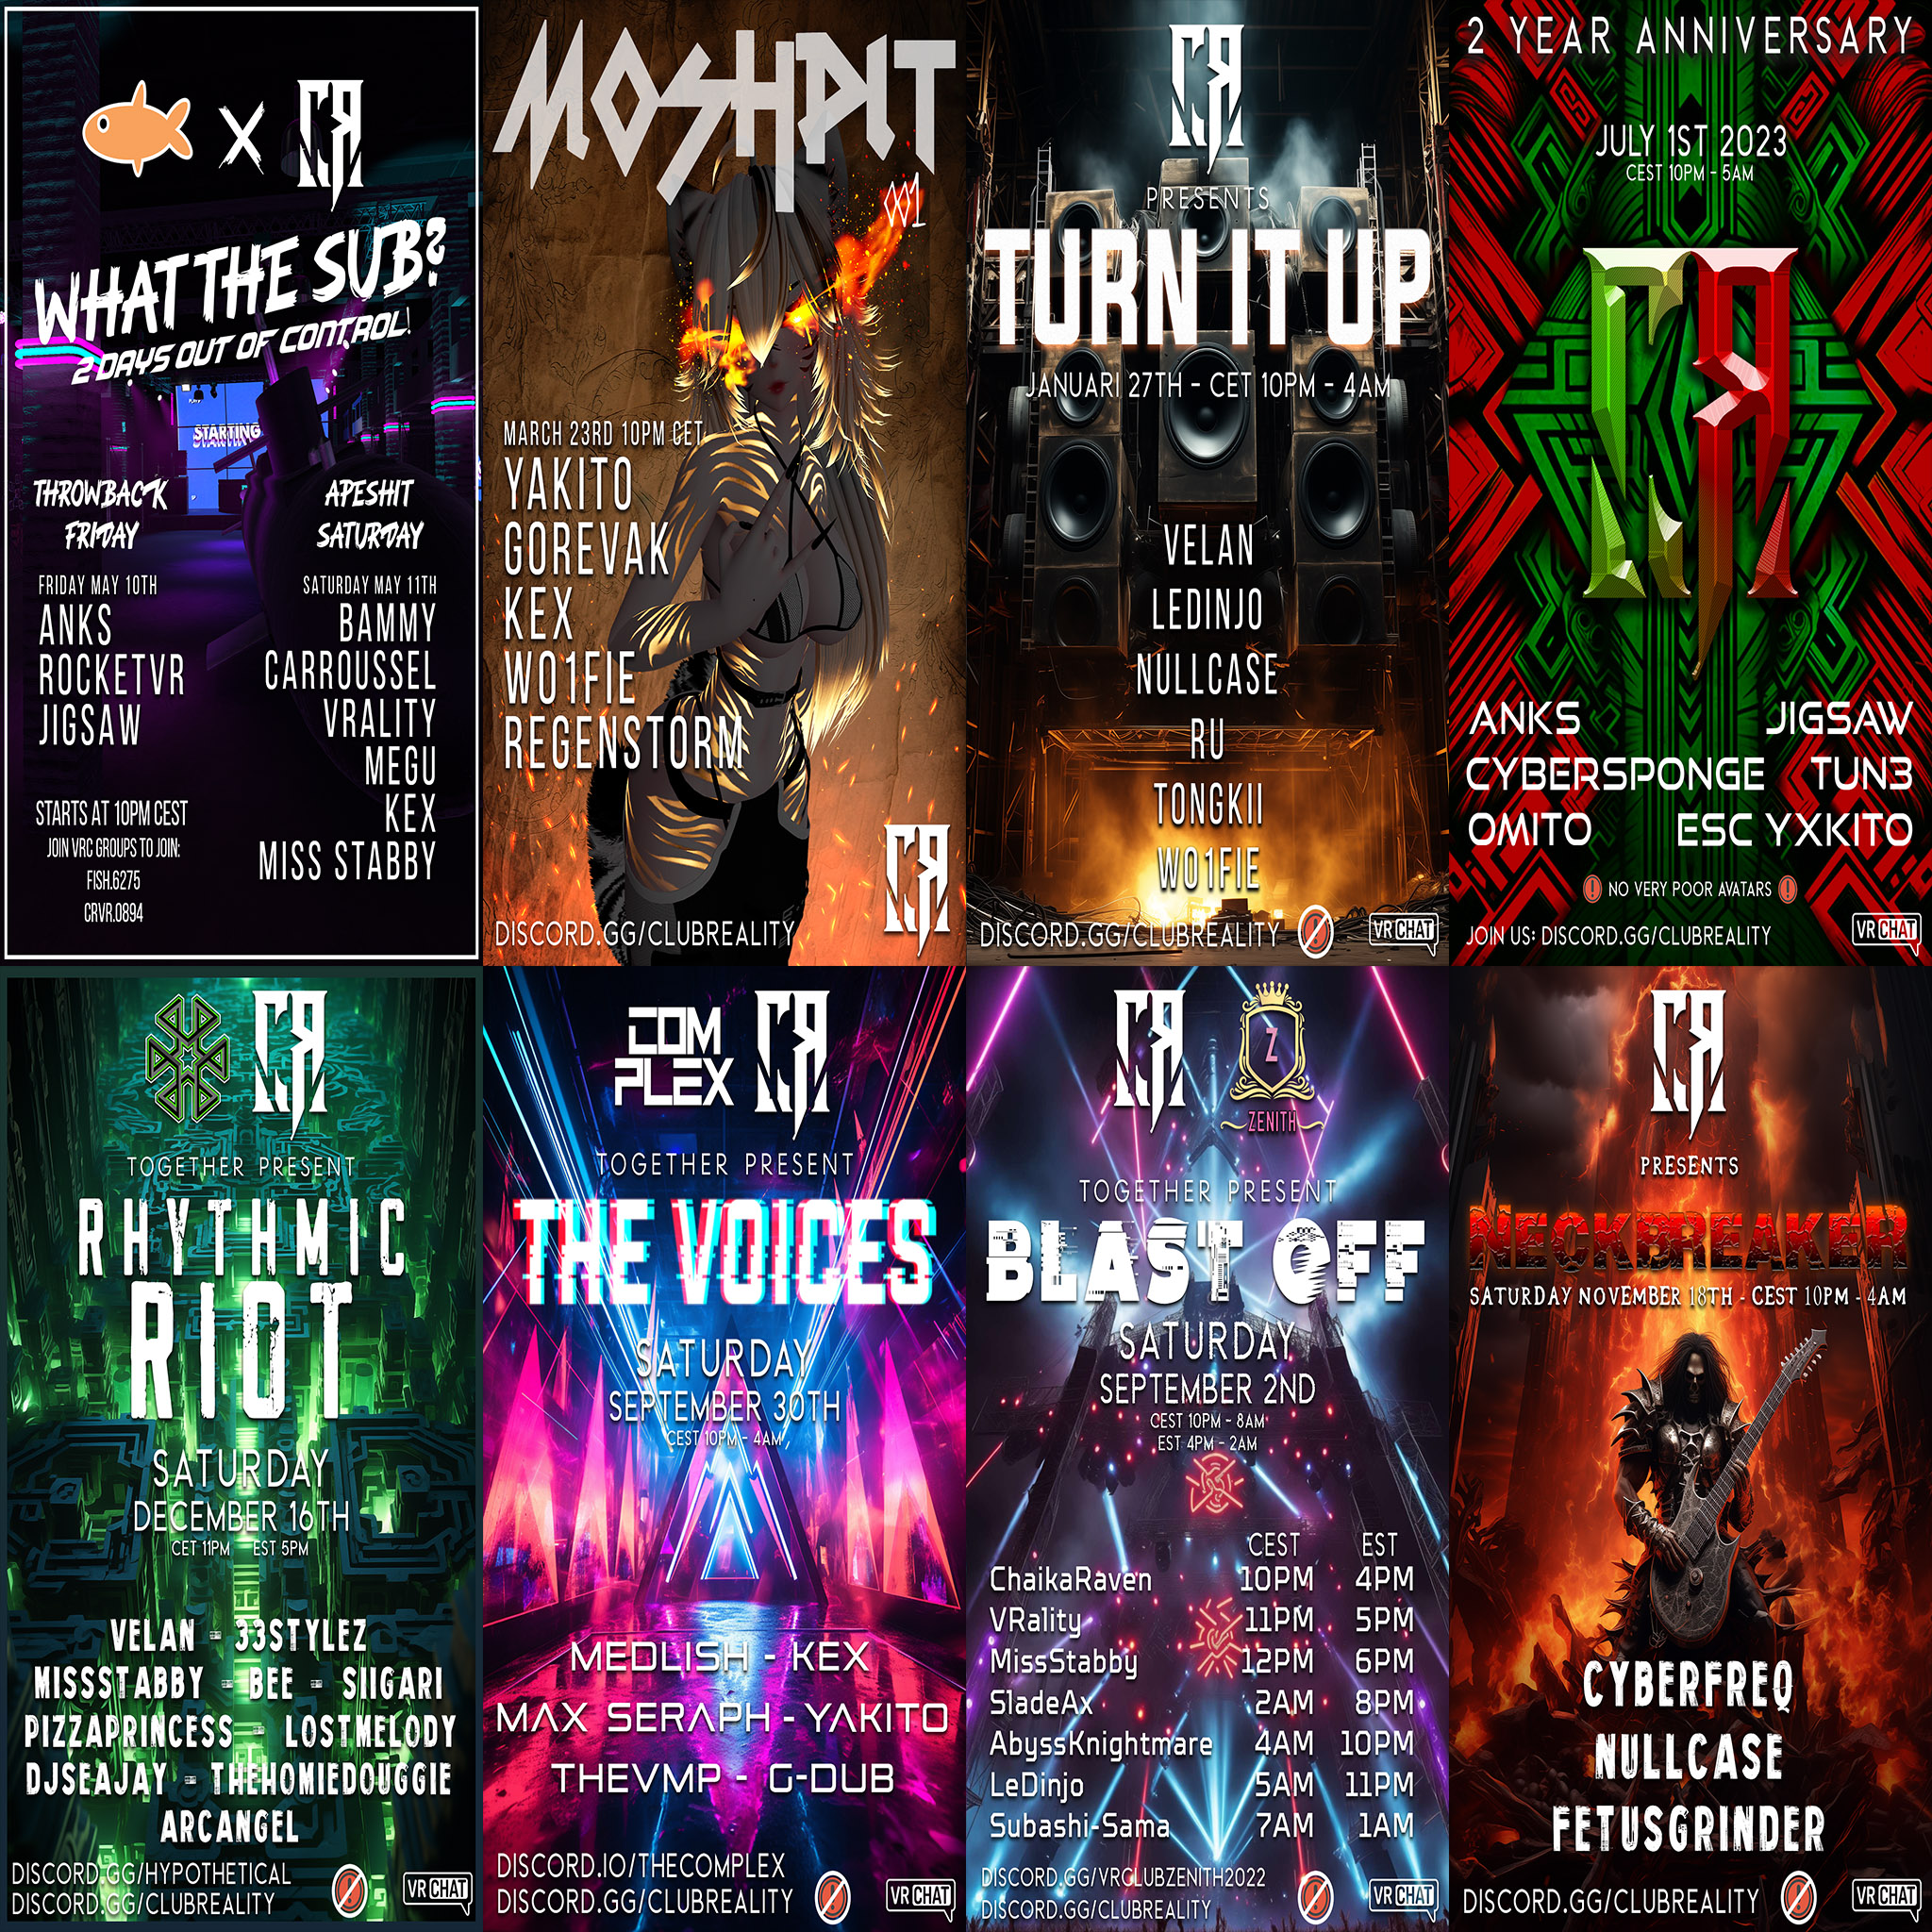 X CR
WHAT THE SUB?
2 DAYS OUT OF CONTROL!
STARTING
THROWBACK
FRIDAY
FRIDAY MAY 10TH
ANKS
ROCKETVR
JIGSAW
STARTS AT 10PM CEST
JOIN VRC GROUPS TO JOIN:
FISH.6275
CRVR.0894
APESHIT
SATURDAY
SATURDAY MAY 11TH
BAMMY
CARROUSSEL
VRALITY
MEGU
KEX
MISS STABBY
MOSHPIT
001
MARCH 23RD 10PM CET
YAKITO
GOREVAK
KEX
WO1FIE
REGENSTORM
CR
DISCORD.GG/CLUBREALITY
CR
PRESENTS
TURN IT UP
JANUARI 27TH - CET 10PM - 4AM
VELAN
LEDINJO
NULLCASE
RU
TONGKII
WO1FIE
DISCORD.GG/CLUBREALITY
VRCHAT
2 YEAR ANNIVERSARY
JULY 1ST 2023
CEST 10PM - 5AM
CR
ANKS JIGSAW
CYBERSPONGE TUN3
OMITO ESC YXKITO
! NO VERY POOR AVATARS !
JOIN US: DISCORD.GG/CLUBREALITY
VRCHAT
CR
TOGETHER PRESENT
RHYTHMIC
RIOT
SATURDAY
DECEMBER 16TH
CET 11PM EST 5PM
VELAN - 33STYLEZ
MISSSTABBY - BEE - SIIGARI
PIZZAPRINCESS - LOSTMELODY
DJSEAJAY - THEHOMIEDOUGGIE
ARCANGEL
DISCORD.GG/HYPOTHETICAL
DISCORD.GG/CLUBREALITY
VRCHAT
COM
PLEX
CR
TOGETHER PRESENT
THE VOICES
SATURDAY
SEPTEMBER 30TH
CEST 10PM - 4AM
MEDLISH - KEX
MAX SERAPH - YAKITO
THEVMP - G-DUB
DISCORD.IO/THECOMPLEX
DISCORD.GG/CLUBREALITY
VRCHAT
CR
Z
ZENITH
TOGETHER PRESENT
BLAST OFF
SATURDAY
SEPTEMBER 2ND
CEST 10PM - 8AM
EST 4PM - 2AM
CEST EST
ChaikaRaven 10PM 4PM
VRality 11PM 5PM
MissStabby 12PM 6PM
SladeAx 2AM 8PM
AbyssKnightmare 4AM 10PM
LeDinjo 5AM 11PM
Subashi-Sama 7AM 1AM
DISCORD.GG/VRCLUBZENITH2022
DISCORD.GG/CLUBREALITY
VRCHAT
CR
PRESENTS
NECKBREAKER
SATURDAY NOVEMBER 18TH - CEST 10PM - 4AM
CYBERFREQ
NULLCASE
FETUSGRINDER
DISCORD.GG/CLUBREALITY
VRCHAT